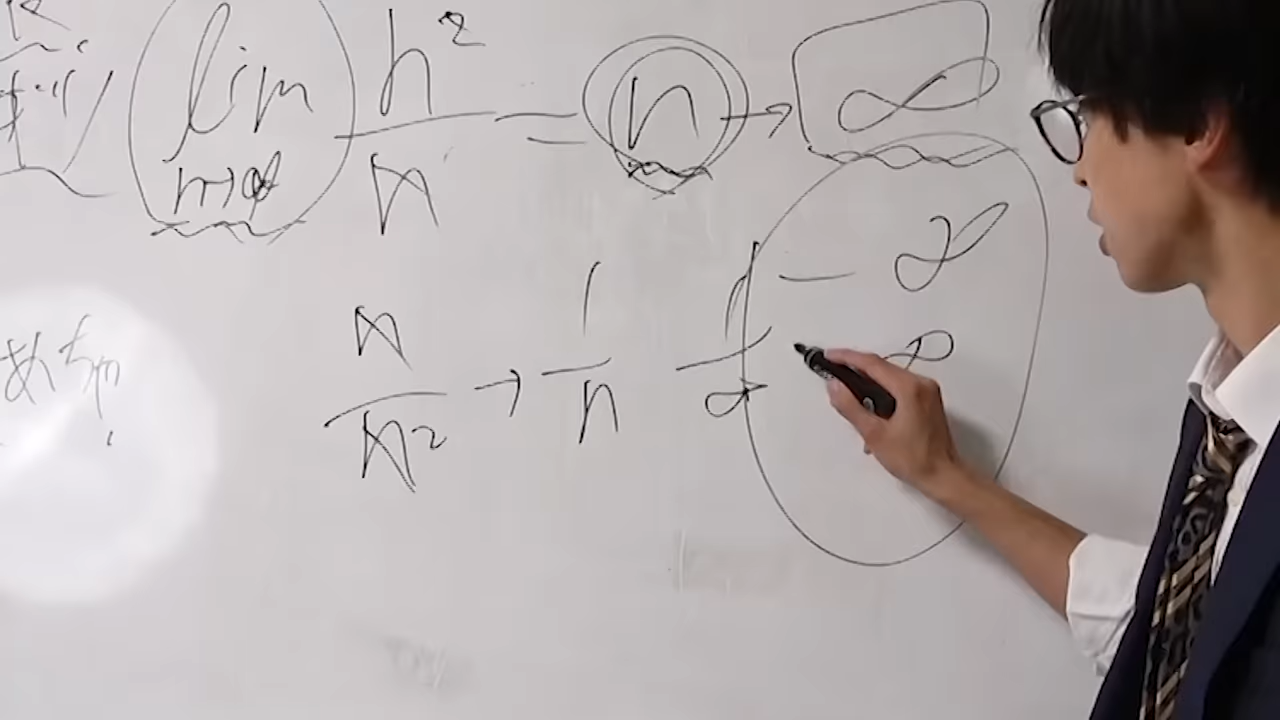 lim n→∞ n²/n = n → ∞
n/n² → 1/n 1/∞ - ∞/∞